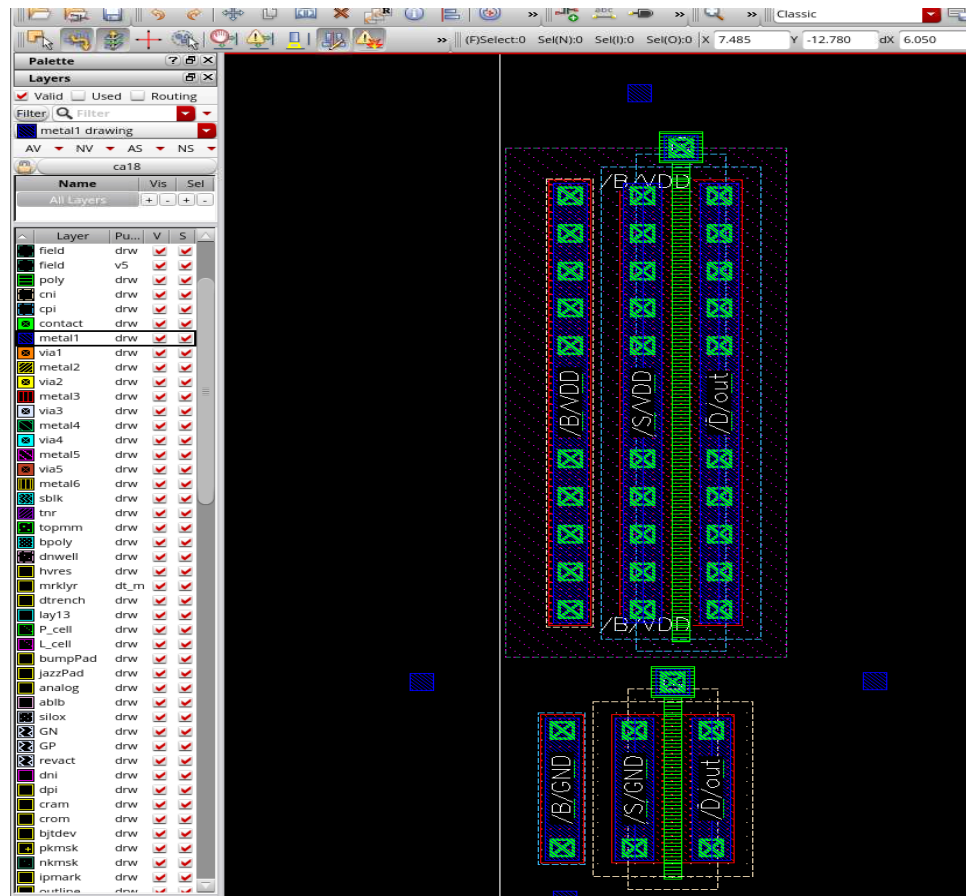 R
abc
» » »
Classic
» (F)Select:0 Sel(N):0 Sel(I):0 Sel(O):0 X 7.485 Y -12.780 dX 6.050
Palette
Layers
Valid Used Routing
Filter Filter
metal1 drawing
AV NV AS NS
ca18
Name Vis Sel
All Layers + - + -
Layer Pu... V S
field drw
field v5
poly drw
cni drw
cpi drw
contact drw
metal1 drw
via1 drw
metal2 drw
via2 drw
metal3 drw
via3 drw
metal4 drw
via4 drw
metal5 drw
via5 drw
metal6 drw
sblk drw
tnr drw
topmm drw
bpoly drw
dnwell drw
hvres drw
mrklyr dt_m
dtrench drw
lay13 drw
P_cell drw
L_cell drw
bumpPad drw
jazzPad drw
analog drw
ablb drw
silox drw
GN drw
GP drw
revact drw
dni drw
dpi drw
cram drw
crom drw
bjtdev drw
pkmsk drw
nkmsk drw
ipmark drw
outline drw
/B/VDD
/B/VDD
/S/VDD
/D/out
/B/VDD
/B/GND
/S/GND
/D/out